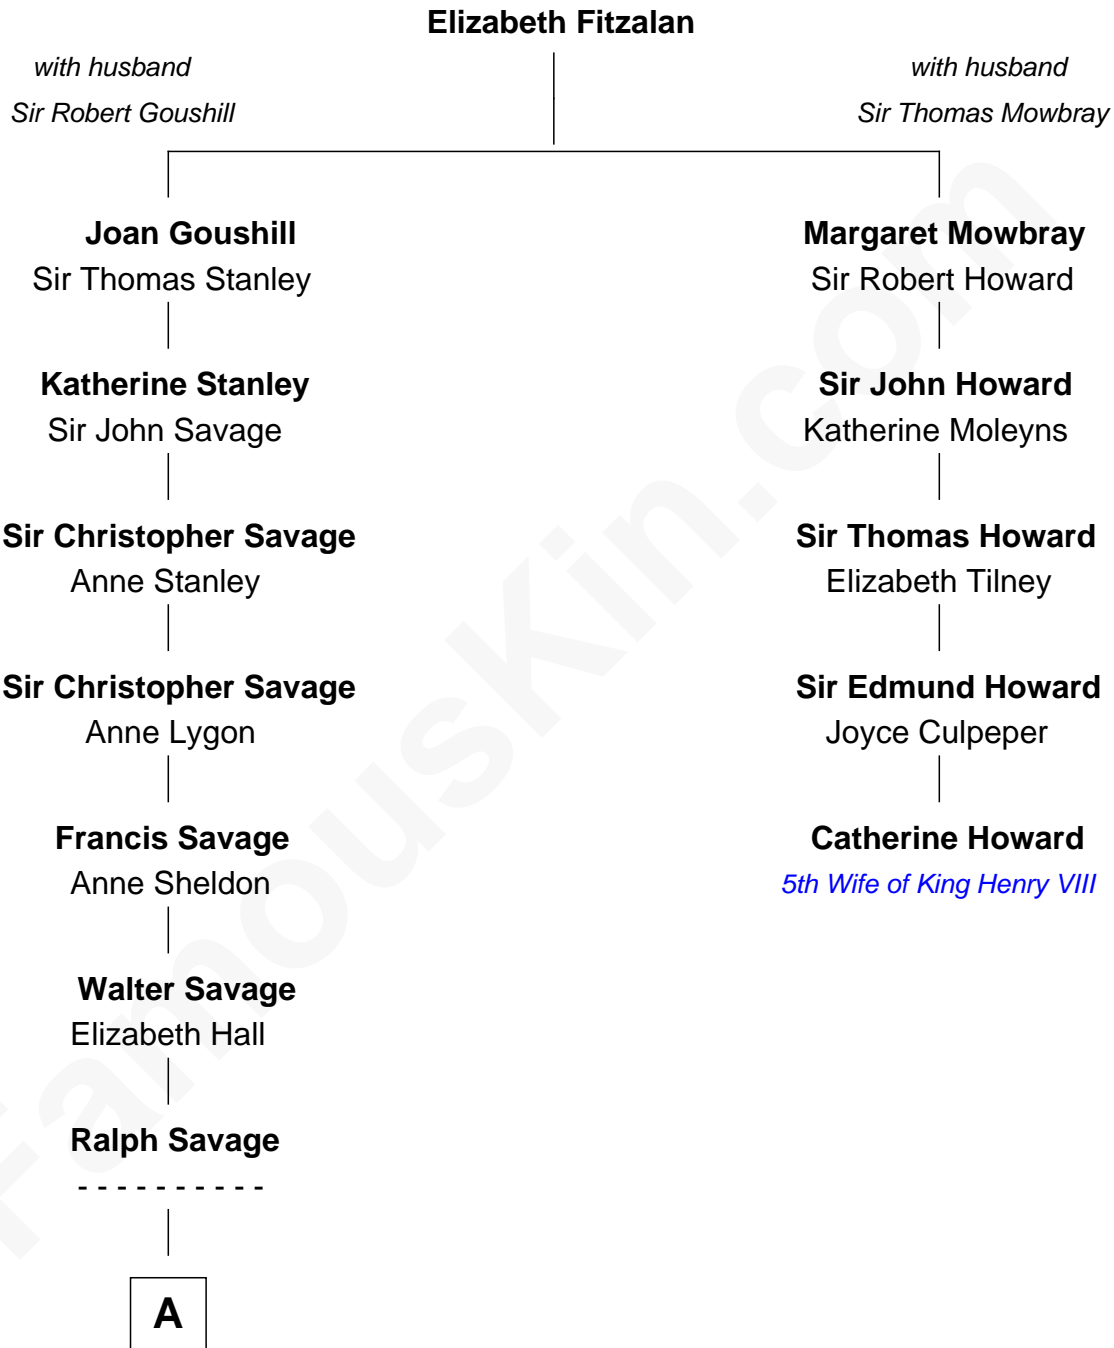 Elizabeth Fitzalan
with husband
Sir Robert Goushill
with husband
Sir Thomas Mowbray
Joan Goushill
Sir Thomas Stanley
Margaret Mowbray
Sir Robert Howard
Katherine Stanley
Sir John Savage
Sir John Howard
Katherine Moleyns
Sir Christopher Savage
Anne Stanley
Sir Thomas Howard
Elizabeth Tilney
Sir Christopher Savage
Anne Lygon
Sir Edmund Howard
Joyce Culpeper
Francis Savage
Anne Sheldon
Catherine Howard
5th Wife of King Henry VIII
Walter Savage
Elizabeth Hall
Ralph Savage
- - - - - - - - - -
A
FamousKin.com